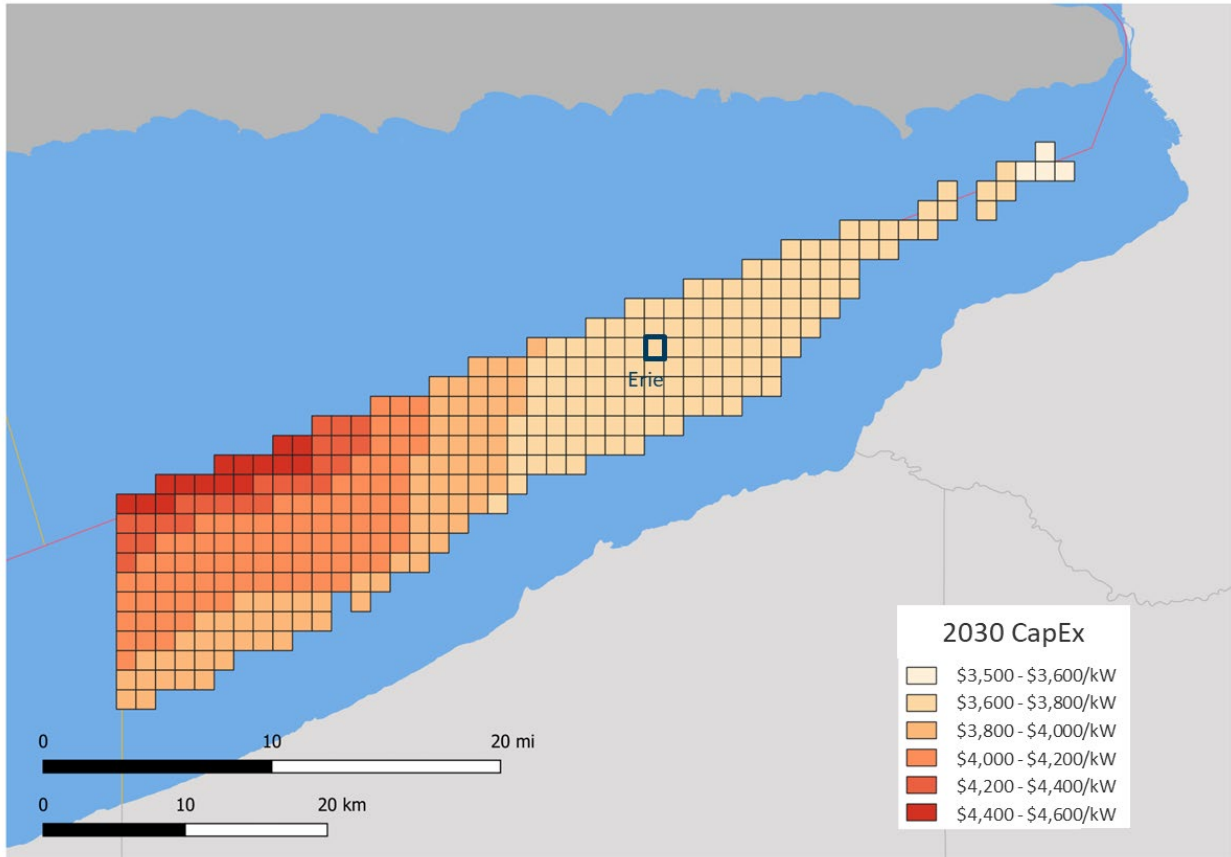 Erie
2030 CapEx
$3,500 - $3,600/kW
$3,600 - $3,800/kW
$3,800 - $4,000/kW
$4,000 - $4,200/kW
$4,200 - $4,400/kW
$4,400 - $4,600/kW
0 10 20 mi
0 10 20 km